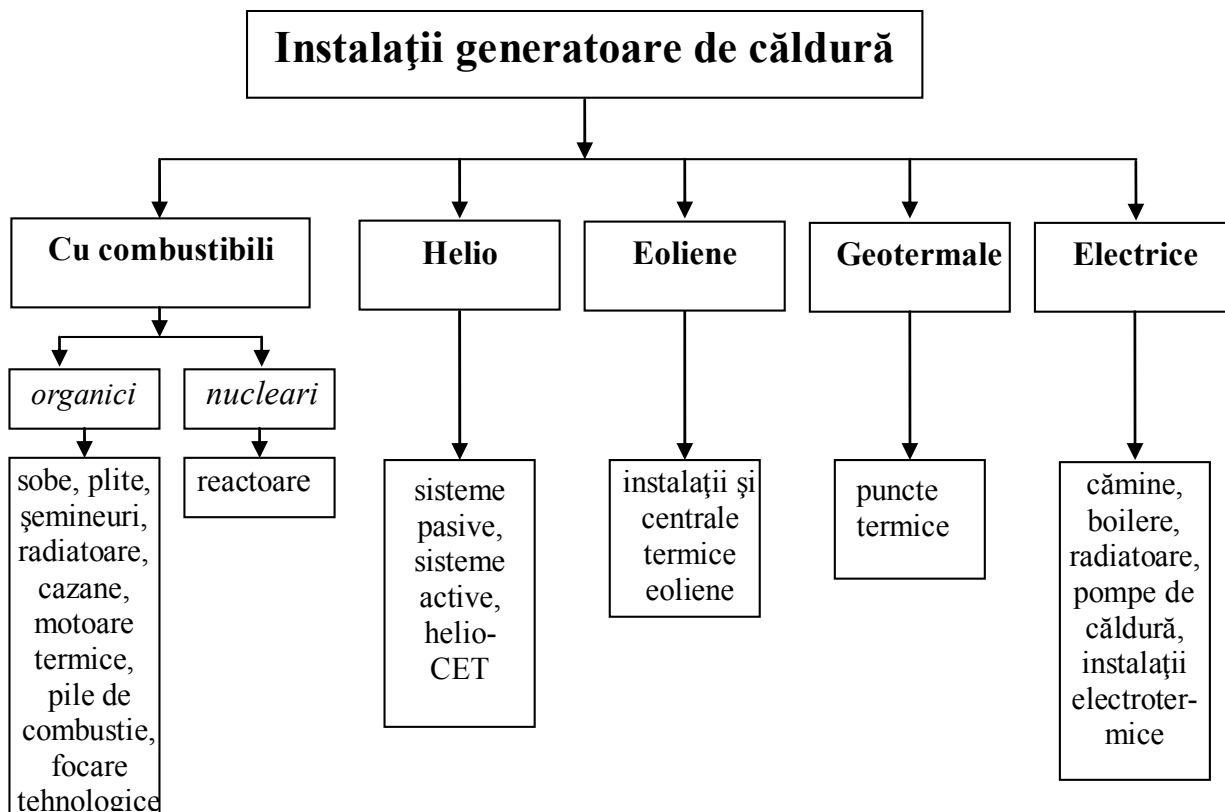 Instalaţii generatoare de căldură
Cu combustibili
Helio
Eoliene
Geotermale
Electrice
organici
nucleari
sobe, plite,
şemineuri,
radiatoare,
cazane,
motoare
termice,
pile de
combustie,
focare
tehnologice
reactoare
sisteme
pasive,
sisteme
active,
helio-
CET
instalaţii şi
centrale
termice
eoliene
puncte
termice
cămine,
boilere,
radiatoare,
pompe de
căldură,
instalaţii
electroter-
mice